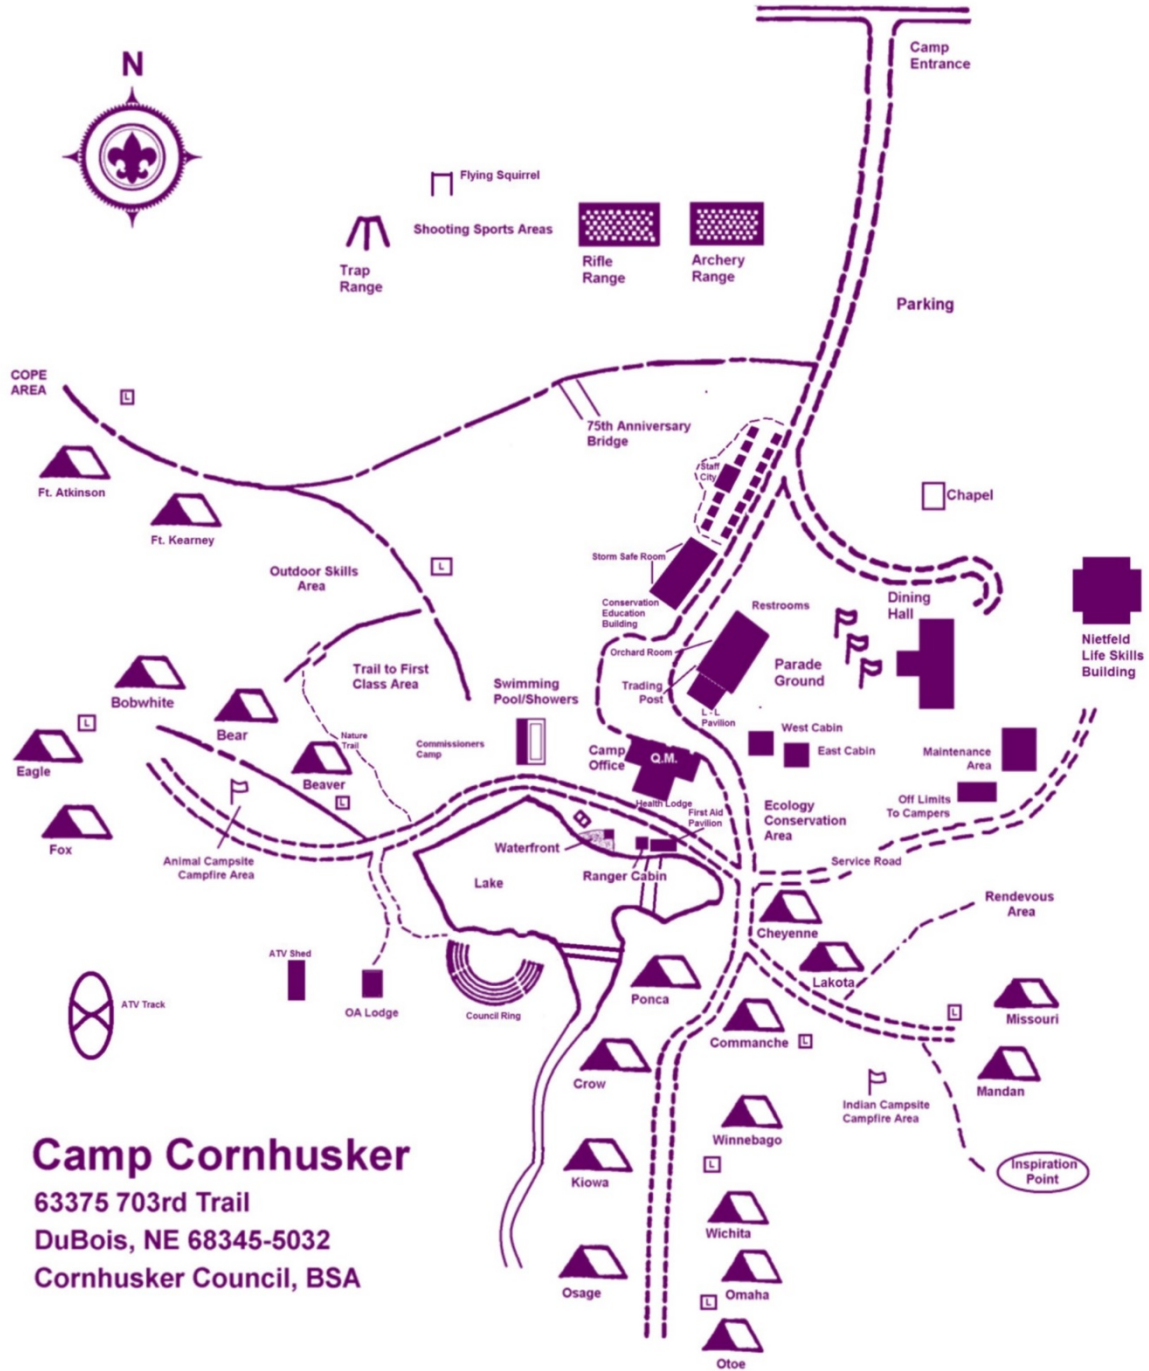 Camp
Entrance
N
Flying Squirrel
Shooting Sports Areas
Trap
Range
Rifle
Range
Archery
Range
Parking
COPE
AREA
L
75th Anniversary
Bridge
Staff
City
Ft. Atkinson
Chapel
Ft. Kearney
Storm Safe Room
Outdoor Skills
Area
L
Conservation
Education
Building
Restrooms
Dining
Hall
Nietfeld
Life Skills
Building
Orchard Room
Parade
Ground
Trading
Post
L - L
Pavilion
Trail to First
Class Area
Swimming
Pool/Showers
Bobwhite
L
Bear
Nature
Trail
Commissioners
Camp
Camp
Office
Q.M.
West Cabin
East Cabin
Maintenance
Area
Eagle
Beaver
L
Health Lodge
First Aid
Pavilion
Ecology
Conservation
Area
Off Limits
To Campers
Fox
Animal Campsite
Campfire Area
Waterfront
Ranger Cabin
Service Road
Lake
Rendevous
Area
Cheyenne
ATV Shed
Lakota
ATV Track
OA Lodge
Council Ring
Ponca
L
Missouri
Commanche
L
Crow
Mandan
Indian Campsite
Campfire Area
Winnebago
L
Inspiration
Point
Kiowa
Wichita
Osage
Omaha
L
Otoe
Camp Cornhusker
63375 703rd Trail
DuBois, NE 68345-5032
Cornhusker Council, BSA